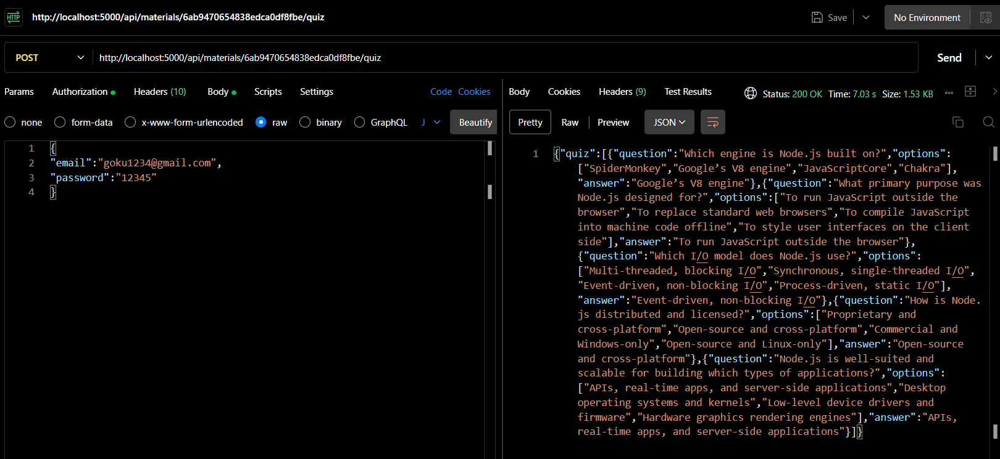 HTTP http://localhost:5000/api/materials/6ab9470654838edca0df8fbe/quiz Save No Environment
POST http://localhost:5000/api/materials/6ab9470654838edca0df8fbe/quiz Send
Params Authorization Headers (10) Body Scripts Settings Code Cookies
none form-data x-www-form-urlencoded raw binary GraphQL J Beautify
1 {
2 "email":"goku1234@gmail.com",
3 "password":"12345"
4 }
Body Cookies Headers (9) Test Results Status: 200 OK Time: 7.03 s Size: 1.53 KB
Pretty Raw Preview JSON
1 {"quiz":[{"question":"Which engine is Node.js built on?","options":
["SpiderMonkey","Google’s V8 engine","JavaScriptCore","Chakra"],
"answer":"Google’s V8 engine"},{"question":"What primary purpose was
Node.js designed for?","options":["To run JavaScript outside the
browser","To replace standard web browsers","To compile JavaScript
into machine code offline","To style user interfaces on the client
side"],"answer":"To run JavaScript outside the browser"},
{"question":"Which I/O model does Node.js use?","options":
["Multi-threaded, blocking I/O","Synchronous, single-threaded I/O",
"Event-driven, non-blocking I/O","Process-driven, static I/O"],
"answer":"Event-driven, non-blocking I/O"},{"question":"How is Node.
js distributed and licensed?","options":["Proprietary and
cross-platform","Open-source and cross-platform","Commercial and
Windows-only","Open-source and Linux-only"],"answer":"Open-source
and cross-platform"},{"question":"Node.js is well-suited and
scalable for building which types of applications?","options":
["APIs, real-time apps, and server-side applications","Desktop
operating systems and kernels","Low-level device drivers and
firmware","Hardware graphics rendering engines"],"answer":"APIs,
real-time apps, and server-side applications"}]}